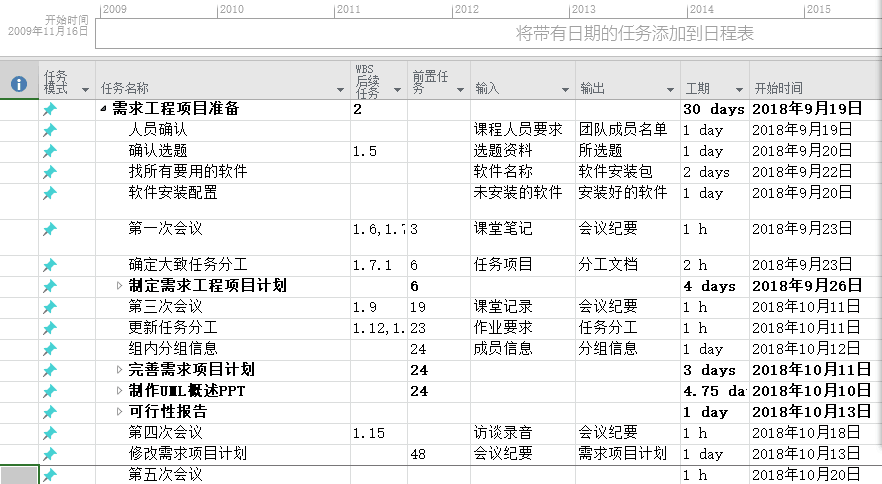 2009 2010 2011 2012 2013 2014 2015
开始时间
2009年11月16日
将带有日期的任务添加到日程表
任务模式 任务名称 WBS后续任务 前置任务 输入 输出 工期 开始时间
需求工程项目准备 2 30 days 2018年9月19日
人员确认 课程人员要求 团队成员名单 1 day 2018年9月19日
确认选题 1.5 选题资料 所选题 1 day 2018年9月20日
找所有要用的软件 软件名称 软件安装包 2 days 2018年9月22日
软件安装配置 未安装的软件 安装好的软件 1 day 2018年9月20日
第一次会议 1.6,1.7 3 课堂笔记 会议纪要 1 h 2018年9月23日
确定大致任务分工 1.7.1 6 任务项目 分工文档 2 h 2018年9月23日
制定需求工程项目计划 6 4 days 2018年9月26日
第三次会议 1.9 19 课堂记录 会议纪要 1 h 2018年10月11日
更新任务分工 1.12,1. 23 作业要求 任务分工 1 h 2018年10月11日
组内分组信息 24 成员信息 分组信息 1 day 2018年10月12日
完善需求项目计划 24 3 days 2018年10月11日
制作UML概述PPT 24 4.75 da 2018年10月10日
可行性报告 1 day 2018年10月13日
第四次会议 1.15 访谈录音 会议纪要 1 h 2018年10月18日
修改需求项目计划 48 会议纪要 需求项目计划 1 day 2018年10月13日
第五次会议 1 h 2018年10月20日